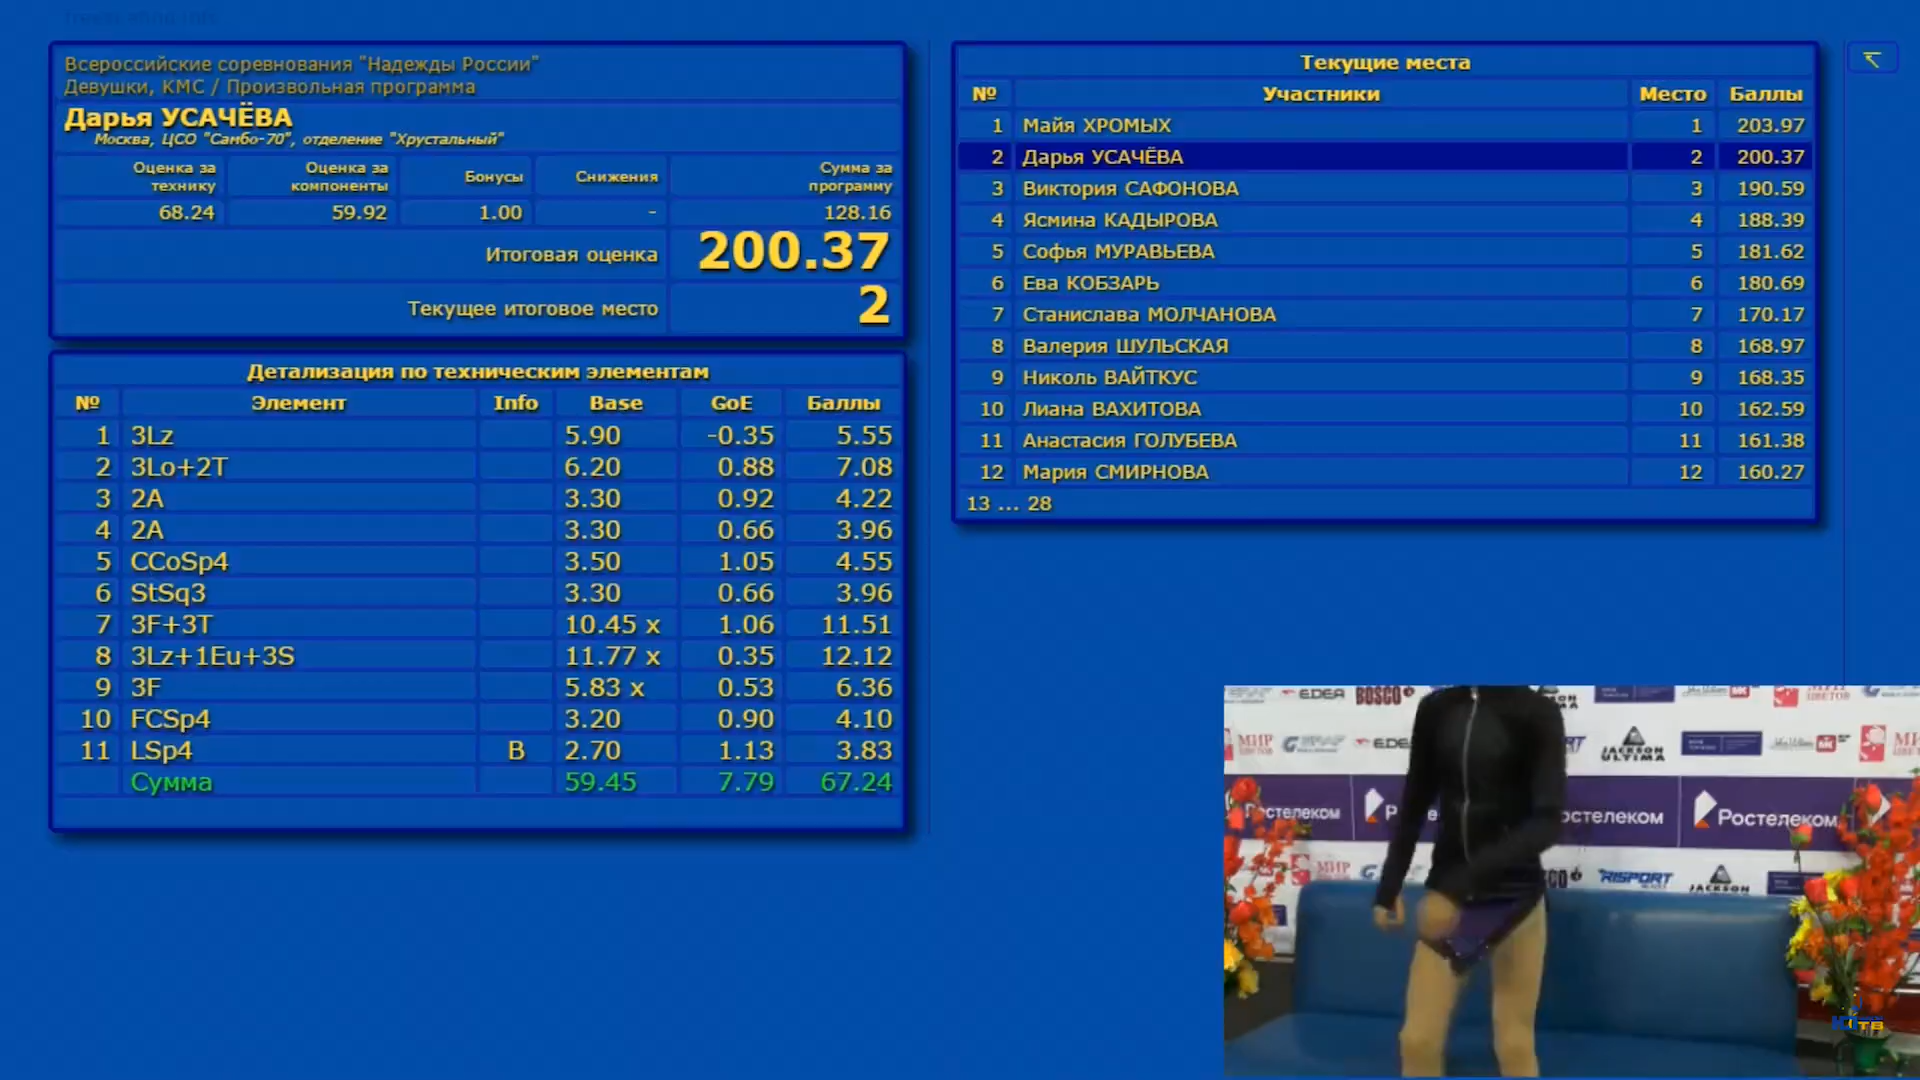 Всероссийские соревнования "Надежды России"
Девушки, КМС / Произвольная программа
Дарья УСАЧЁВА
Москва, ЦСО "Самбо-70", отделение "Хрустальный"
Оценка за технику Оценка за компоненты Бонусы Снижения Сумма за программу
68.24 59.92 1.00 - 128.16
Итоговая оценка 200.37
Текущее итоговое место 2
Детализация по техническим элементам
№ Элемент Info Base GoE Баллы
1 3Lz 5.90 -0.35 5.55
2 3Lo+2T 6.20 0.88 7.08
3 2A 3.30 0.92 4.22
4 2A 3.30 0.66 3.96
5 CCoSp4 3.50 1.05 4.55
6 StSq3 3.30 0.66 3.96
7 3F+3T 10.45 x 1.06 11.51
8 3Lz+1Eu+3S 11.77 x 0.35 12.12
9 3F 5.83 x 0.53 6.36
10 FCSp4 3.20 0.90 4.10
11 LSp4 B 2.70 1.13 3.83
Сумма 59.45 7.79 67.24
Текущие места
№ Участники Место Баллы
1 Майя ХРОМЫХ 1 203.97
2 Дарья УСАЧЁВА 2 200.37
3 Виктория САФОНОВА 3 190.59
4 Ясмина КАДЫРОВА 4 188.39
5 Софья МУРАВЬЕВА 5 181.62
6 Ева КОБЗАРЬ 6 180.69
7 Станислава МОЛЧАНОВА 7 170.17
8 Валерия ШУЛЬСКАЯ 8 168.97
9 Николь ВАЙТКУС 9 168.35
10 Лиана ВАХИТОВА 10 162.59
11 Анастасия ГОЛУБЕВА 11 161.38
12 Мария СМИРНОВА 12 160.27
13 ... 28
EDEA BOSCO
МИР GRAF JACKSON ULTIMA
Ростелеком Ростелеком
МИР RISPORT JACKSON
ТВ